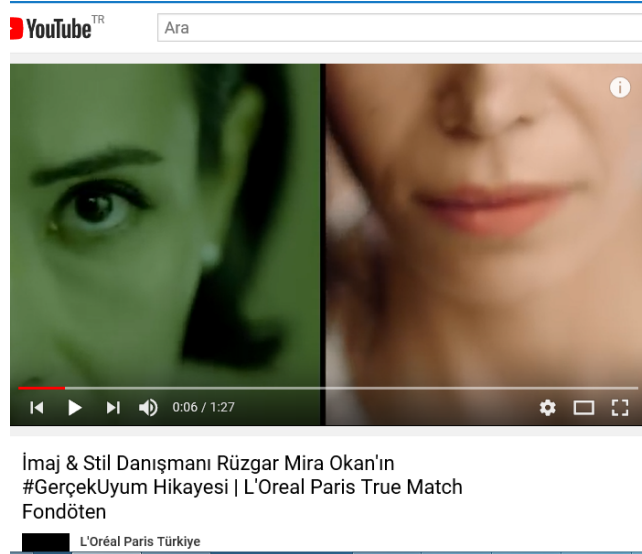 YouTube TR
Ara
0:06 / 1:27
İmaj & Stil Danışmanı Rüzgar Mira Okan'ın
#GerçekUyum Hikayesi | L'Oreal Paris True Match
Fondöten
L'Oréal Paris Türkiye